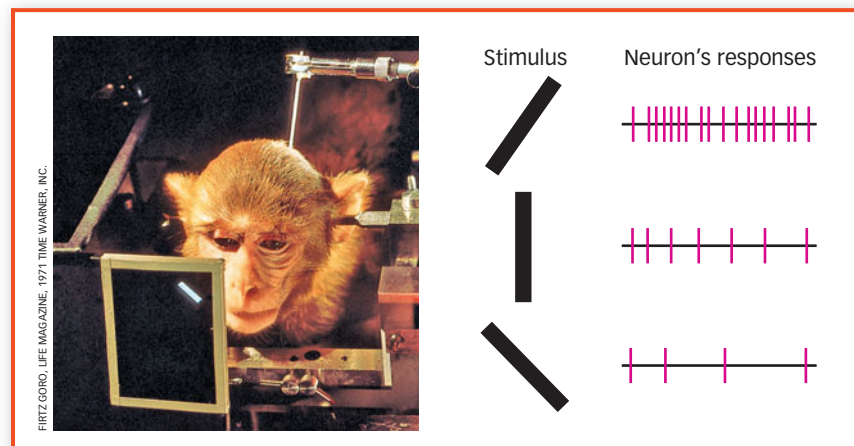 FIRTZ GORO, LIFE MAGAZINE, 1971 TIME WARNER, INC.
Stimulus
Neuron's responses